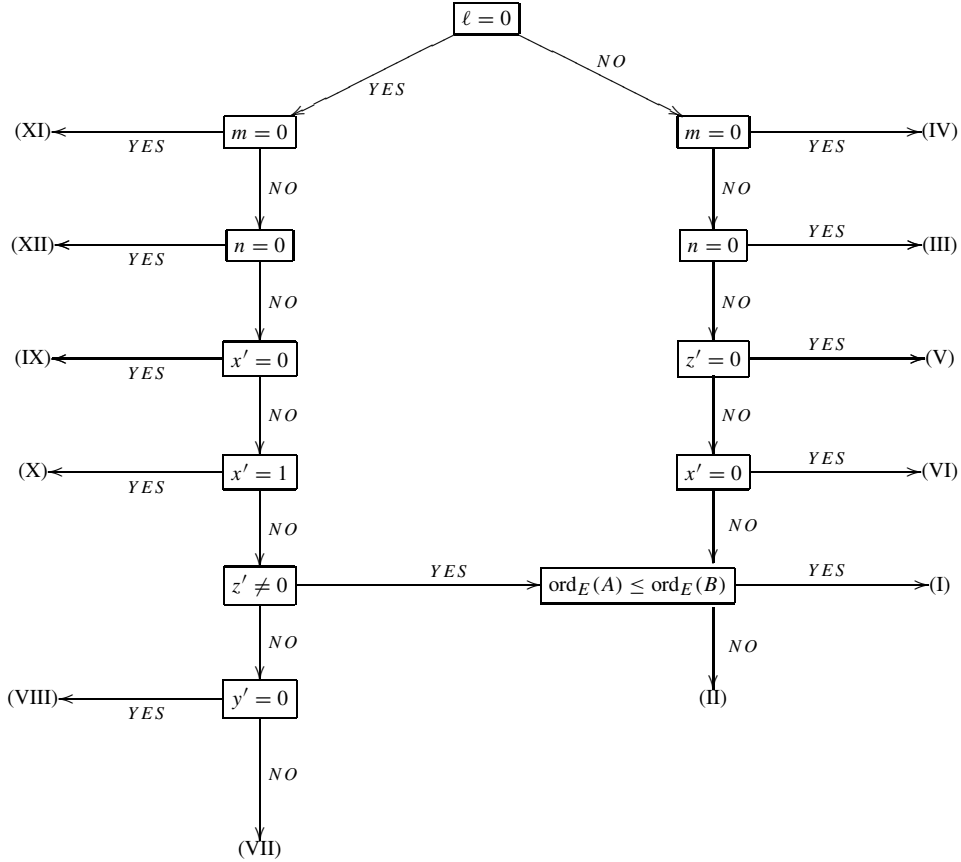 ℓ = 0
YES
NO
(XI)
YES
m = 0
m = 0
YES
(IV)
NO
NO
(XII)
YES
n = 0
n = 0
YES
(III)
NO
NO
(IX)
YES
x′ = 0
z′ = 0
YES
(V)
NO
NO
(X)
YES
x′ = 1
x′ = 0
YES
(VI)
NO
NO
z′ ≠ 0
YES
ord_E(A) ≤ ord_E(B)
YES
(I)
NO
NO
(VIII)
YES
y′ = 0
(II)
NO
(VII)